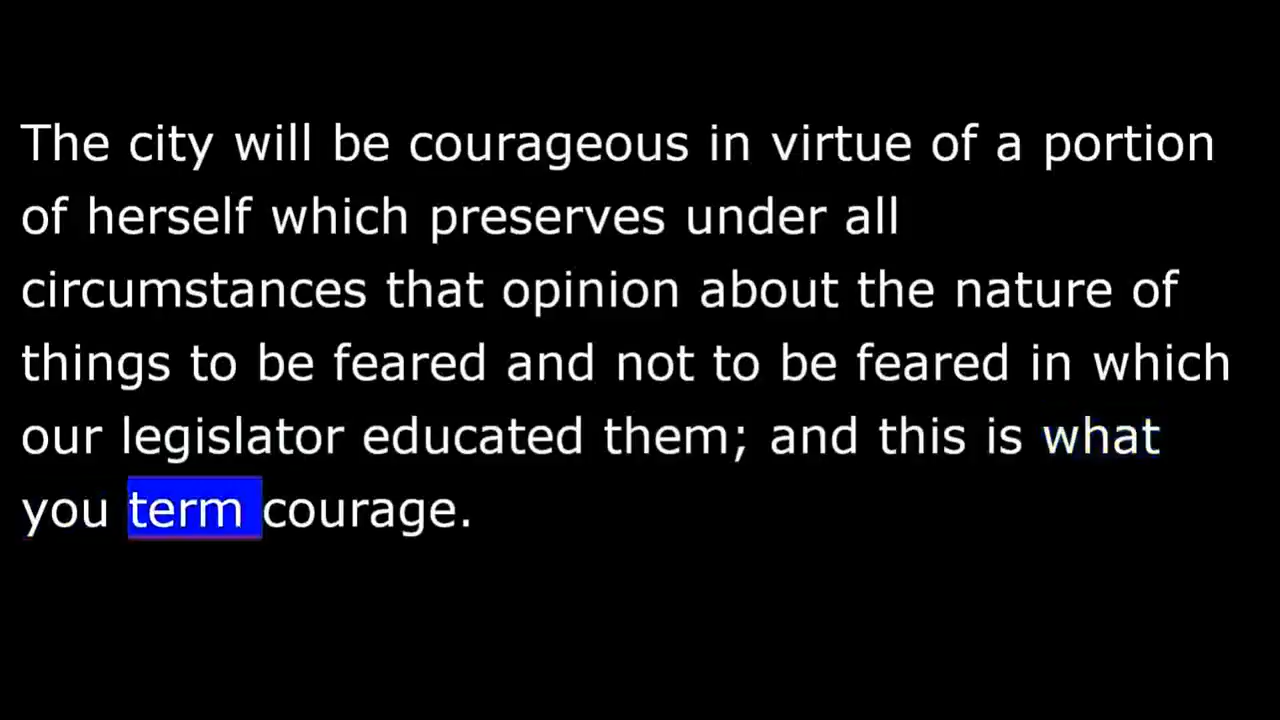 The city will be courageous in virtue of a portion
of herself which preserves under all
circumstances that opinion about the nature of
things to be feared and not to be feared in which
our legislator educated them; and this is what
you term courage.